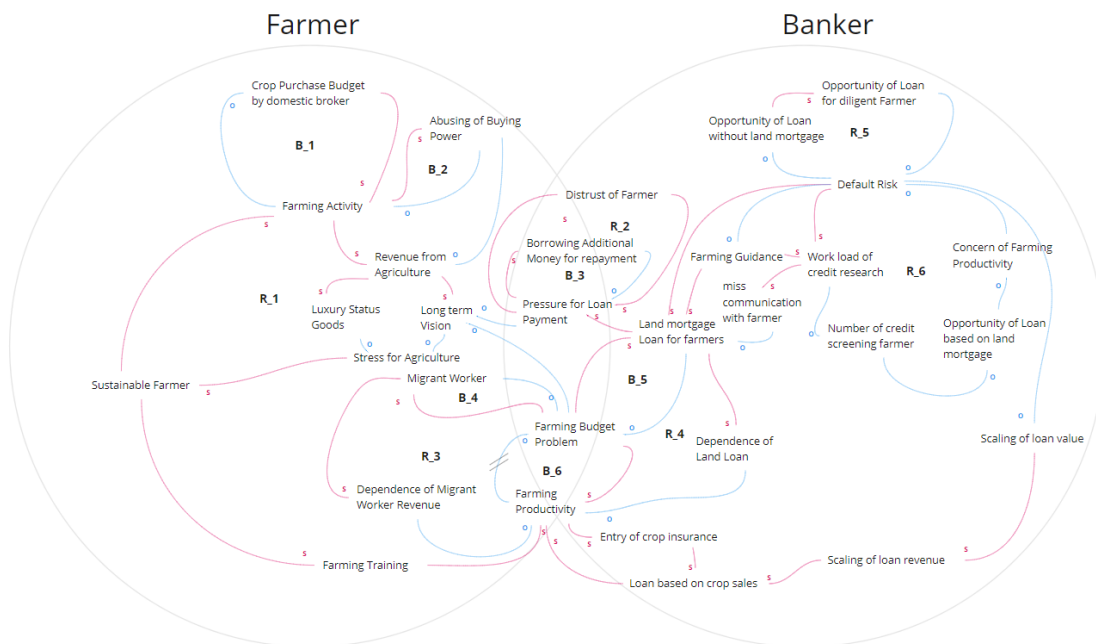 Farmer
Banker
Crop Purchase Budget
by domestic broker
Opportunity of Loan
for diligent Farmer
o
s
Abusing of Buying
Power
Opportunity of Loan
without land mortgage
B_1
s
R_5
B_2
o
o
s
Default Risk
o
Distrust of Farmer
Farming Activity
o
s
s
R_2
Borrowing Additional
Money for repayment
o
s
Concern of Farming
Productivity
Revenue from
Agriculture
o
s
s
B_3
Farming Guidance
s
Work load of
credit research
R_6
R_1
s
s
o
miss
communication
with farmer
s
o
Luxury Status
Goods
Long term
Vision
o
Pressure for Loan
Payment
s
s
s
s
Land mortgage
Loan for farmers
Number of credit
screening farmer
Opportunity of Loan
based on land
mortgage
o
o
o
o
o
s
Stress for Agriculture
Sustainable Farmer
s
Migrant Worker
B_4
s
o
B_5
o
o
Farming Budget
Problem
o
o
s
R_4
Dependence of
Land Loan
Scaling of loan value
R_3
B_6
s
Dependence of Migrant
Worker Revenue
Farming
Productivity
s
o
o
s
s
s
Entry of crop insurance
s
s
Farming Training
s
Loan based on crop sales
s
Scaling of loan revenue
s